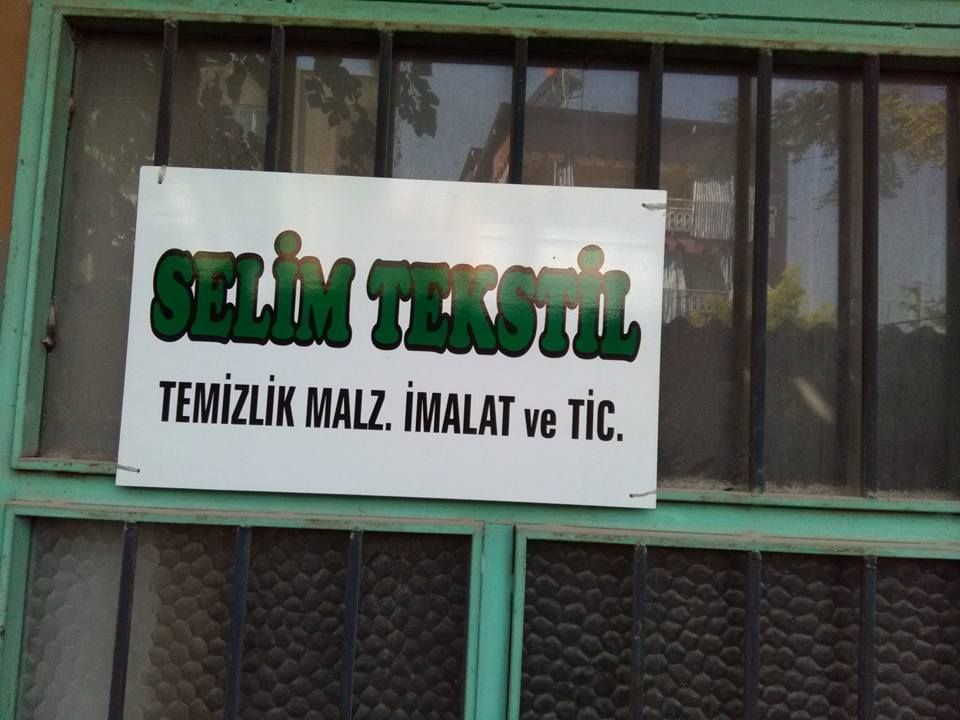 SELİM TEKSTİL
TEMİZLİK MALZ. İMALAT ve TİC.